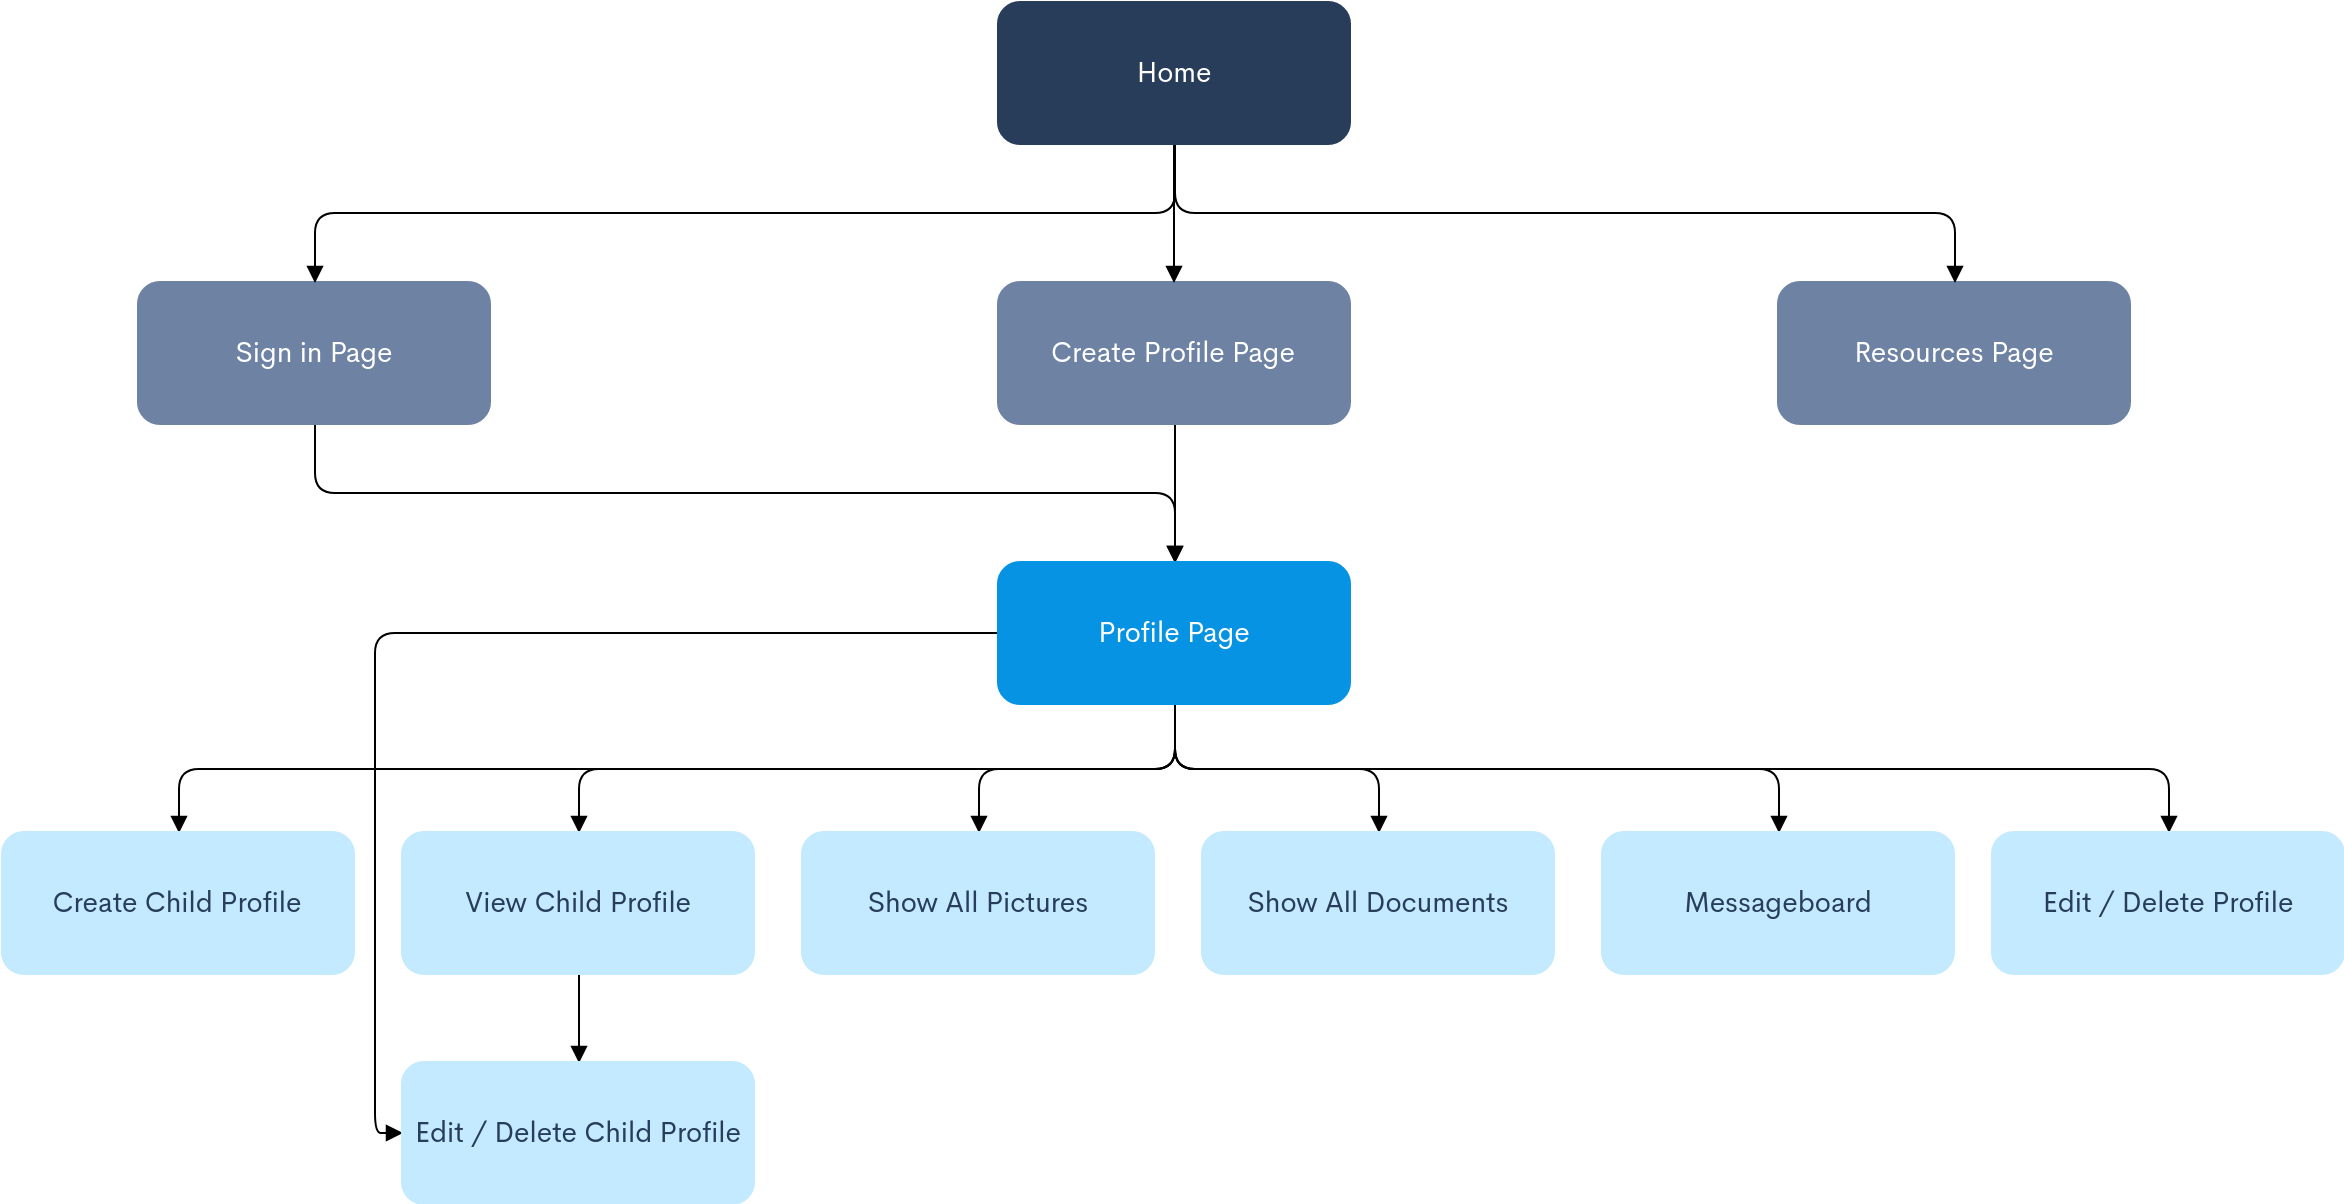 Home
Sign in Page
Create Profile Page
Resources Page
Profile Page
Create Child Profile
View Child Profile
Show All Pictures
Show All Documents
Messageboard
Edit / Delete Profile
Edit / Delete Child Profile